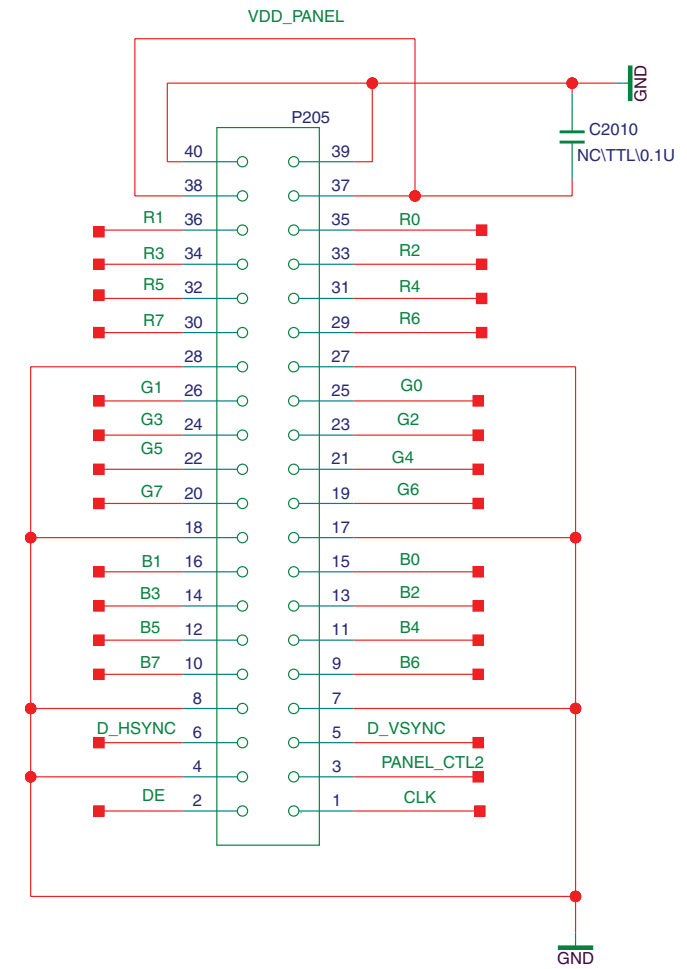 VDD_PANEL
GND
P205
C2010
NC\TTL\0.1U
40 39
38 37
R1 36 35 R0
R3 34 33 R2
R5 32 31 R4
R7 30 29 R6
28 27
G1 26 25 G0
G3 24 23 G2
G5 22 21 G4
G7 20 19 G6
18 17
B1 16 15 B0
B3 14 13 B2
B5 12 11 B4
B7 10 9 B6
8 7
D_HSYNC 6 5 D_VSYNC
4 3 PANEL_CTL2
DE 2 1 CLK
GND